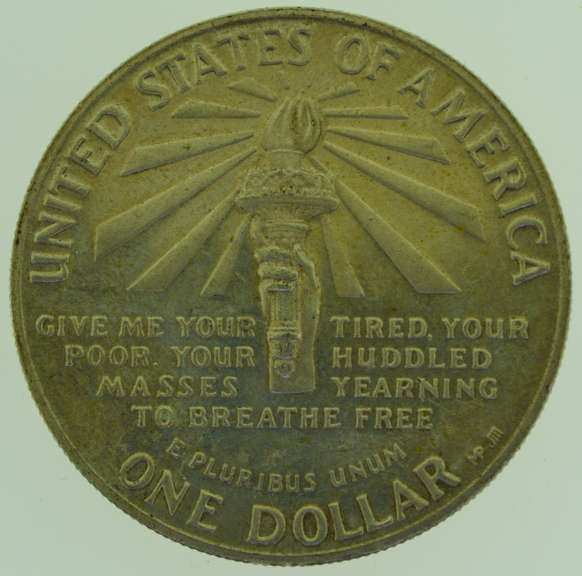 UNITED STATES OF AMERICA
GIVE ME YOUR TIRED, YOUR
POOR, YOUR HUDDLED
MASSES YEARNING
TO BREATHE FREE
E PLURIBUS UNUM
ONE DOLLAR